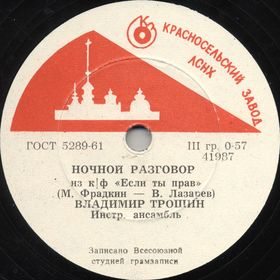 КРАСНОСЕЛЬСКИЙ ЗАВОД
ЛСНХ
ГОСТ 5289-61
III гр. 0-57
41987
НОЧНОЙ РАЗГОВОР
из к/ф «Если ты прав»
(М. Фрадкин — В. Лазарев)
ВЛАДИМИР ТРОШИН
Инстр. ансамбль
Записано Всесоюзной
студией грамзаписи